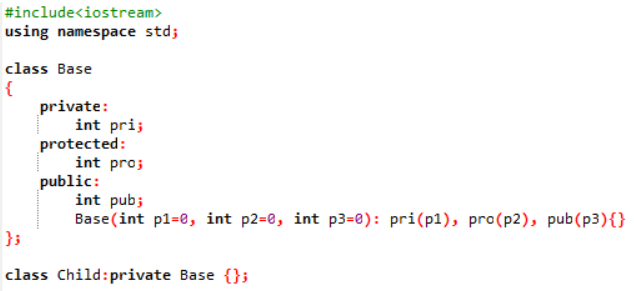 #include<iostream>
using namespace std;
class Base
{
private:
int pri;
protected:
int pro;
public:
int pub;
Base(int p1=0, int p2=0, int p3=0): pri(p1), pro(p2), pub(p3){}
};
class Child:private Base {};